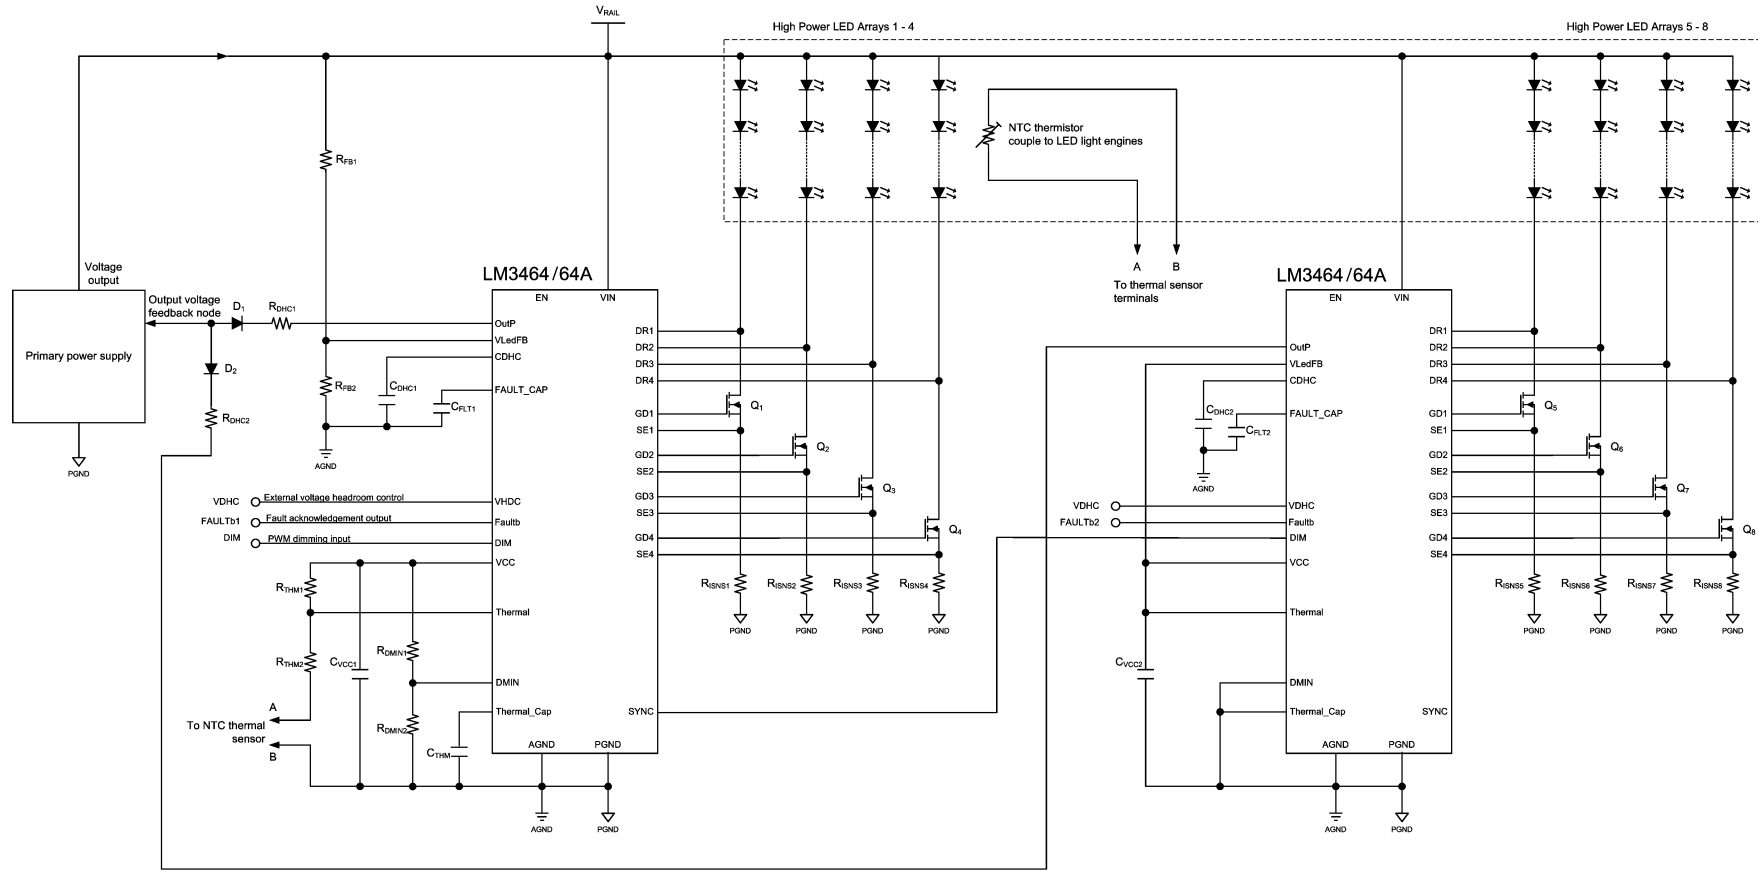 VRAIL
High Power LED Arrays 1 - 4
High Power LED Arrays 5 - 8
NTC thermistor
couple to LED light engines
RFB1
A
B
To thermal sensor
terminals
Voltage
output
Primary power supply
PGND
Output voltage
feedback node
D1
RDHC1
D2
RDHC2
RFB2
CDHC1
CFLT1
AGND
LM3464/64A
EN
VIN
OutP
VLedFB
CDHC
FAULT_CAP
VHDC
Faultb
DIM
VCC
Thermal
DMIN
Thermal_Cap
AGND
PGND
DR1
DR2
DR3
DR4
GD1
SE1
GD2
SE2
GD3
SE3
GD4
SE4
SYNC
VDHC
External voltage headroom control
FAULTb1
Fault acknowledgement output
DIM
PWM dimming input
RTHM1
RTHM2
CVCC1
RDMIN1
RDMIN2
CTHM
A
To NTC thermal
sensor
B
AGND
PGND
Q1
Q2
Q3
Q4
RISNS1
RISNS2
RISNS3
RISNS4
PGND
PGND
PGND
PGND
LM3464/64A
EN
VIN
OutP
VLedFB
CDHC
FAULT_CAP
VDHC
Faultb
DIM
VCC
Thermal
DMIN
Thermal_Cap
AGND
PGND
DR1
DR2
DR3
DR4
GD1
SE1
GD2
SE2
GD3
SE3
GD4
SE4
SYNC
CDHC2
CFLT2
AGND
VDHC
FAULTb2
CVCC2
AGND
PGND
Q5
Q6
Q7
Q8
RISNS5
RISNS6
RISNS7
RISNS8
PGND
PGND
PGND
PGND